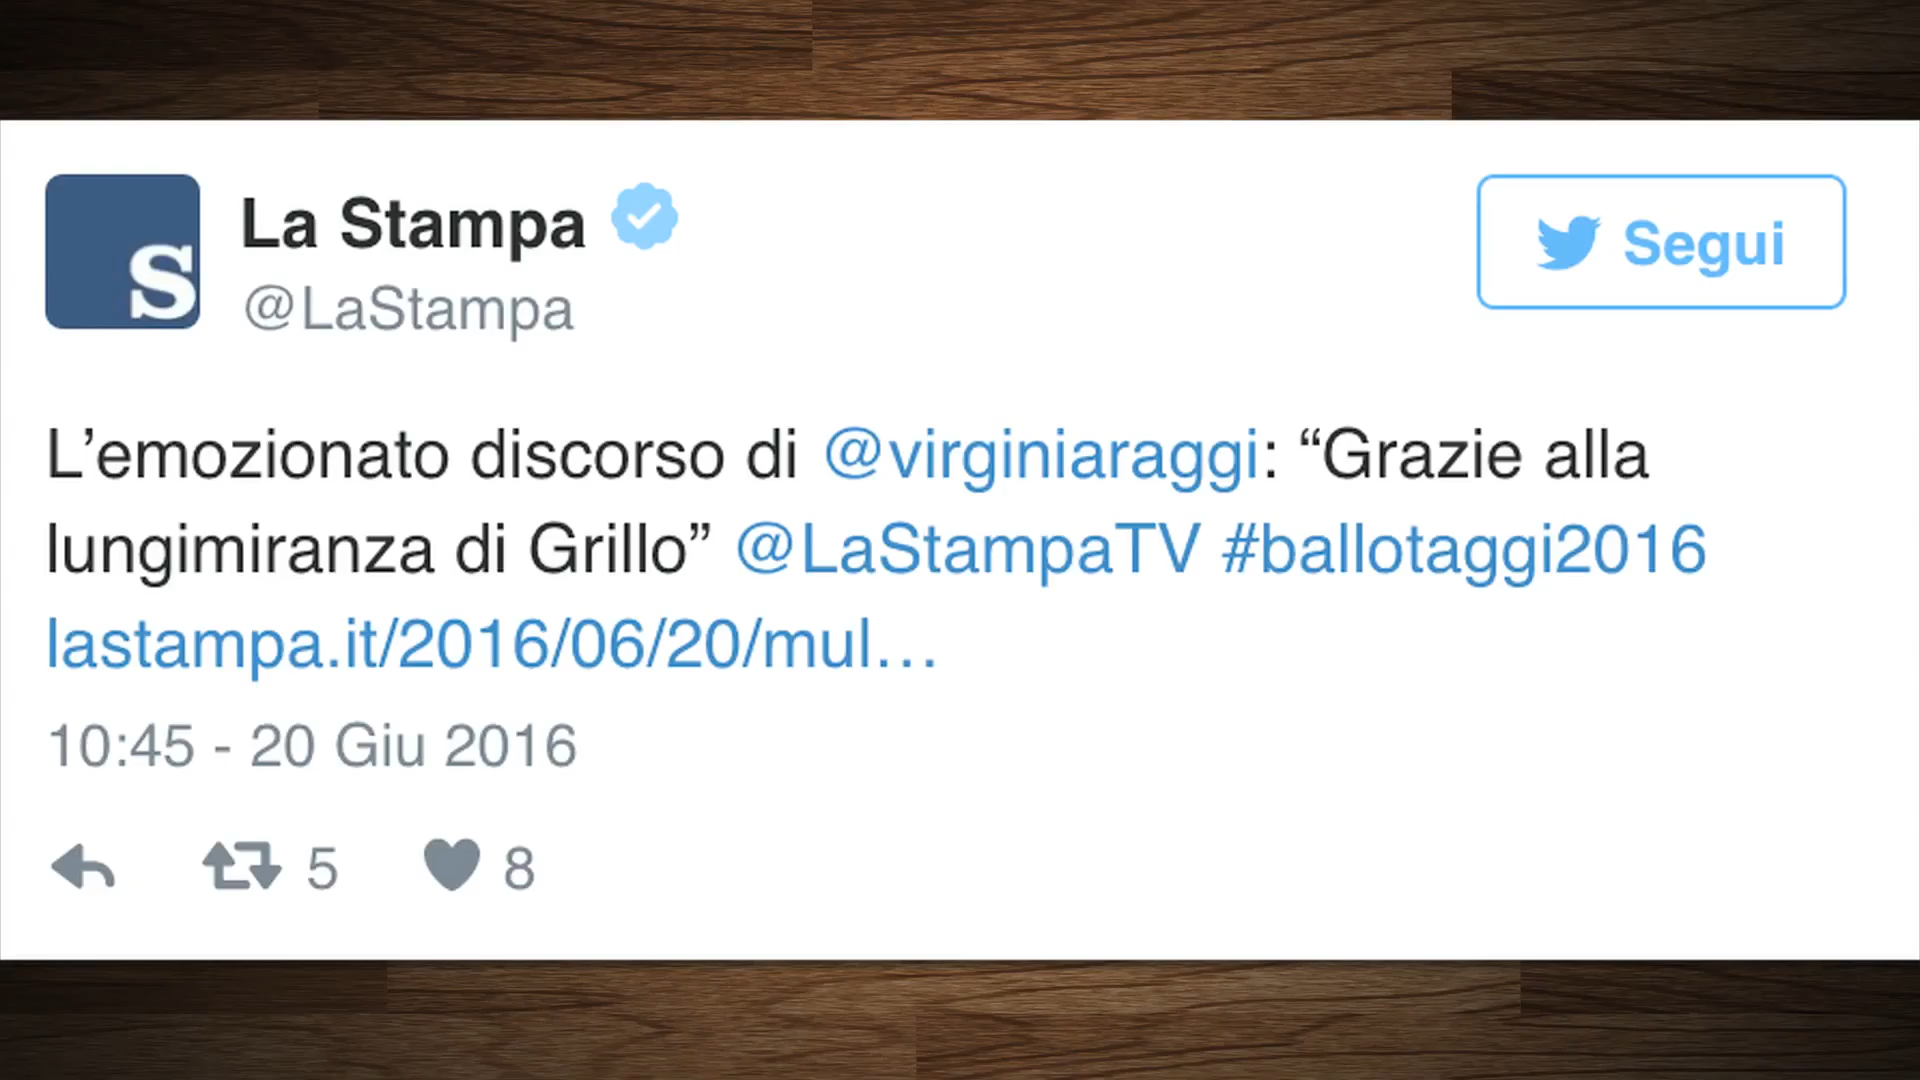 S
La Stampa
@LaStampa
Segui
L’emozionato discorso di @virginiaraggi: “Grazie alla
lungimiranza di Grillo” @LaStampaTV #ballotaggi2016
lastampa.it/2016/06/20/mul…
10:45 - 20 Giu 2016
5 8